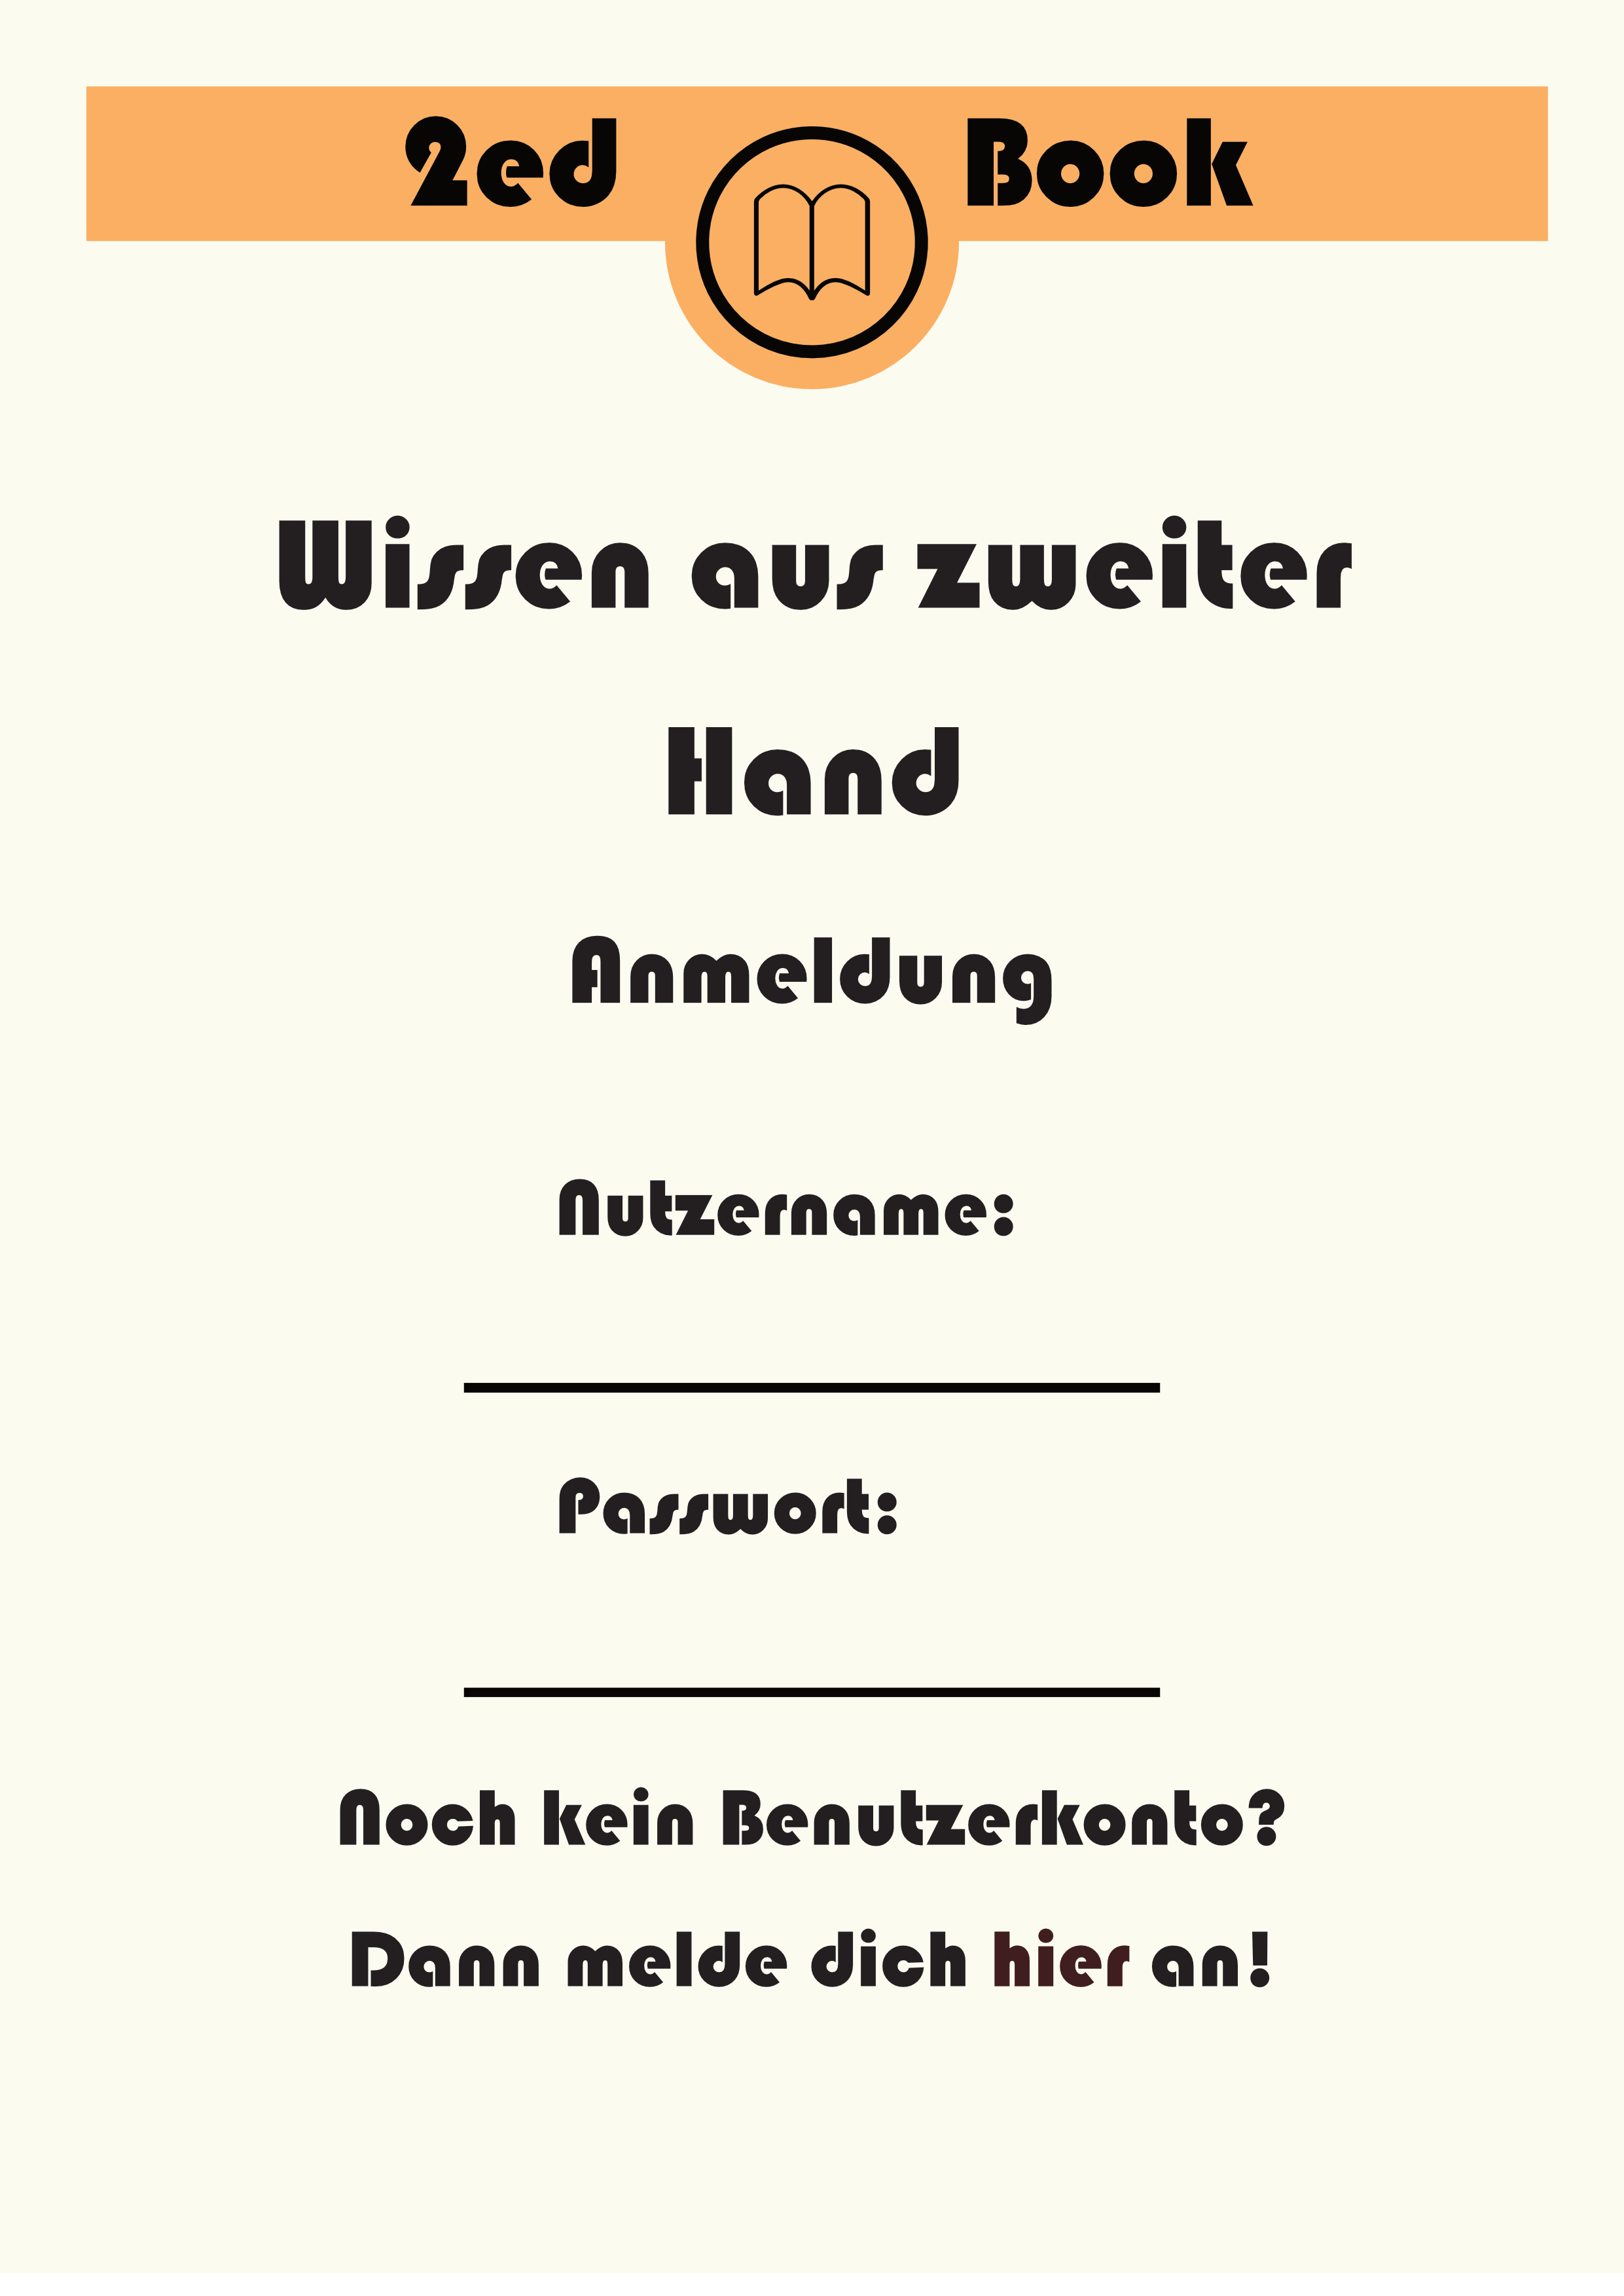 2ed Book
Wissen aus zweiter
Hand
Anmeldung
Nutzername:
Passwort:
Noch kein Benutzerkonto?
Dann melde dich hier an!